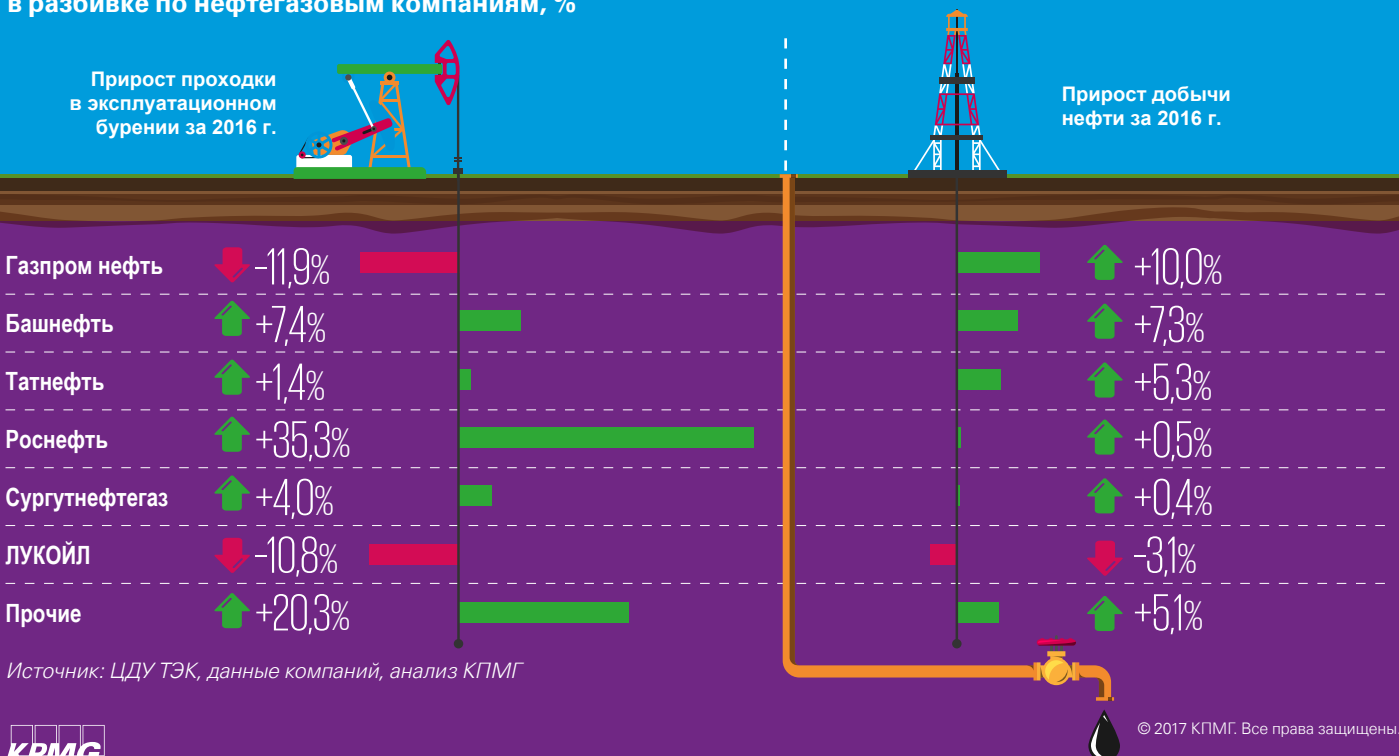 в разбивке по нефтегазовым компаниям, %
Прирост проходки
в эксплуатационном
бурении за 2016 г.
Прирост добычи
нефти за 2016 г.
Газпром нефть –11,9% +10,0%
Башнефть +7,4% +7,3%
Татнефть +1,4% +5,3%
Роснефть +35,3% +0,5%
Сургутнефтегаз +4,0% +0,4%
ЛУКОЙЛ –10,8% –3,1%
Прочие +20,3% +5,1%
Источник: ЦДУ ТЭК, данные компаний, анализ КПМГ
© 2017 КПМГ. Все права защищены.
KPMG